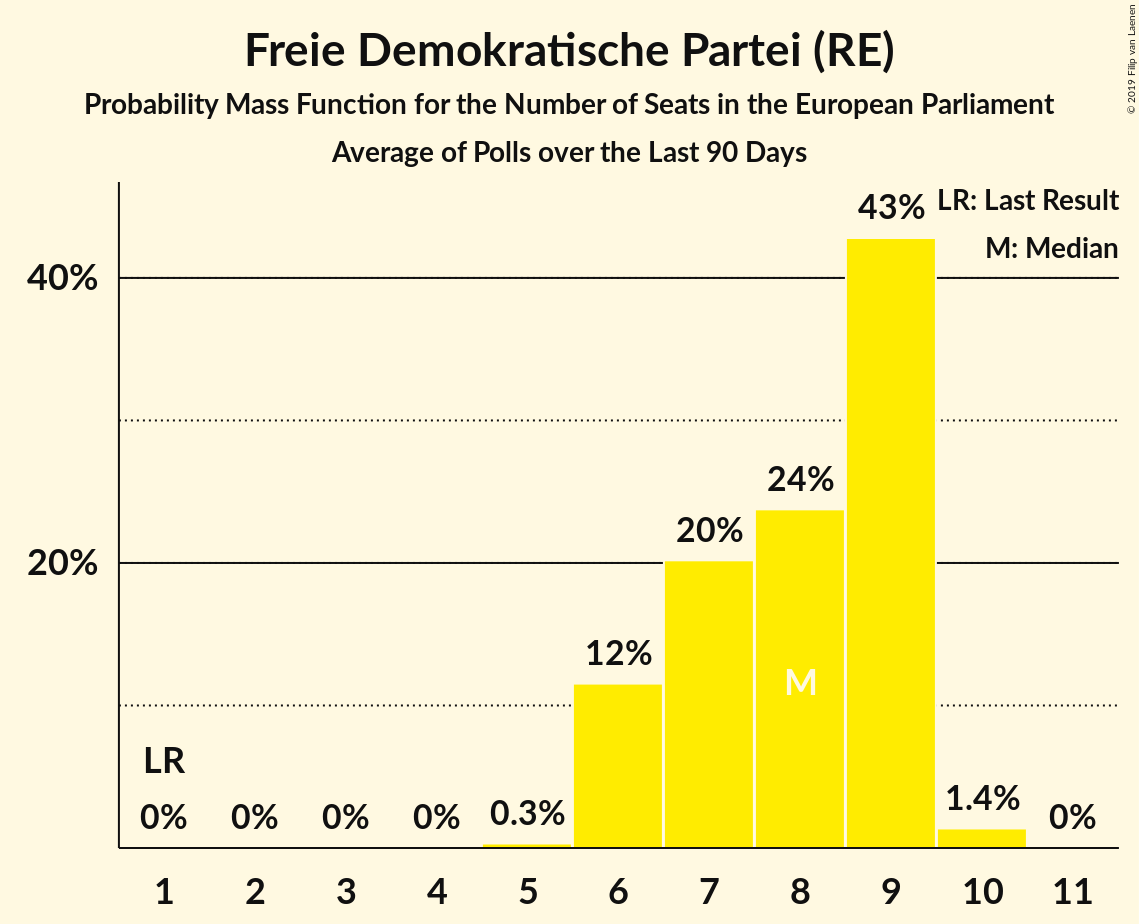 Freie Demokratische Partei (RE)
Probability Mass Function for the Number of Seats in the European Parliament
Average of Polls over the Last 90 Days
© 2019 Filip van Laenen
LR: Last Result
M: Median
43%
40%
24%
20%
20%
12%
M
LR
0%
0%
0%
0%
0.3%
1.4%
0%
1 2 3 4 5 6 7 8 9 10 11